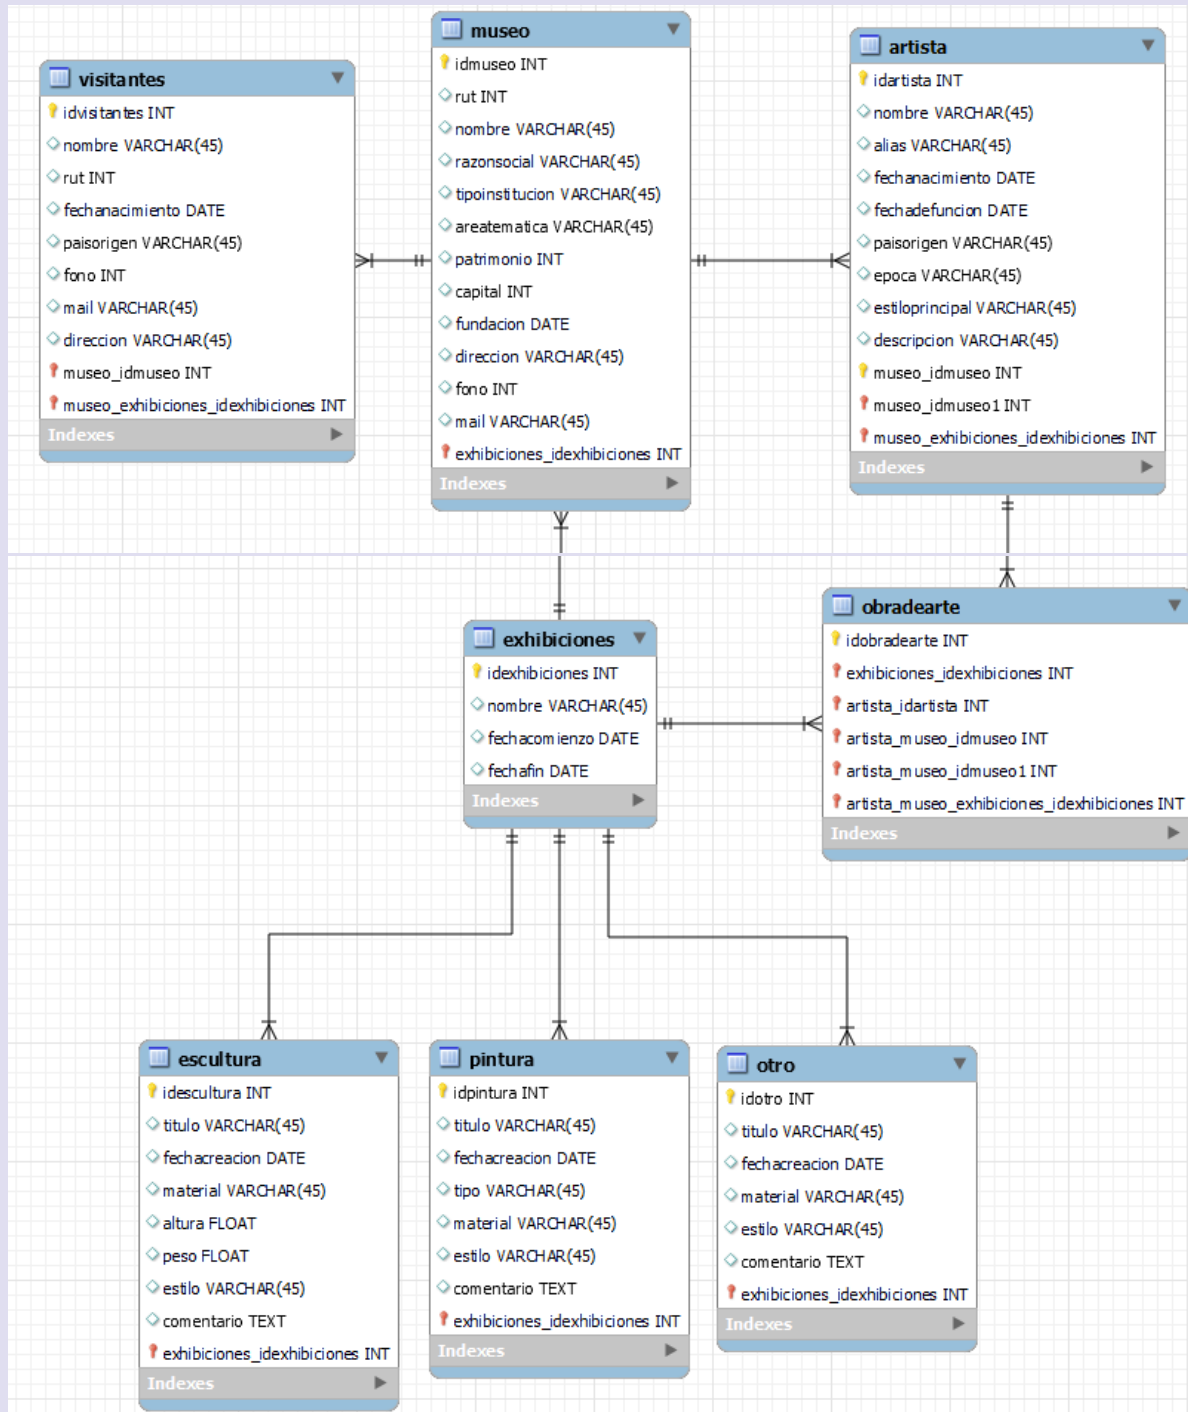 visitantes
idvisitantes INT
nombre VARCHAR(45)
rut INT
fechanacimiento DATE
paisorigen VARCHAR(45)
fono INT
mail VARCHAR(45)
direccion VARCHAR(45)
museo_idmuseo INT
museo_exhibiciones_idexhibiciones INT
Indexes
museo
idmuseo INT
rut INT
nombre VARCHAR(45)
razonsocial VARCHAR(45)
tipoinstitucion VARCHAR(45)
areatematica VARCHAR(45)
patrimonio INT
capital INT
fundacion DATE
direccion VARCHAR(45)
fono INT
mail VARCHAR(45)
exhibiciones_idexhibiciones INT
Indexes
artista
idartista INT
nombre VARCHAR(45)
alias VARCHAR(45)
fechanacimiento DATE
fechadefuncion DATE
paisorigen VARCHAR(45)
epoca VARCHAR(45)
estiloprincipal VARCHAR(45)
descripcion VARCHAR(45)
museo_idmuseo INT
museo_idmuseo1 INT
museo_exhibiciones_idexhibiciones INT
Indexes
exhibiciones
idexhibiciones INT
nombre VARCHAR(45)
fechacomienzo DATE
fechafin DATE
Indexes
obradearte
idobradearte INT
exhibiciones_idexhibiciones INT
artista_idartista INT
artista_museo_idmuseo INT
artista_museo_idmuseo1 INT
artista_museo_exhibiciones_idexhibiciones INT
Indexes
escultura
idescultura INT
titulo VARCHAR(45)
fechacreacion DATE
material VARCHAR(45)
altura FLOAT
peso FLOAT
estilo VARCHAR(45)
comentario TEXT
exhibiciones_idexhibiciones INT
Indexes
pintura
idpintura INT
titulo VARCHAR(45)
fechacreacion DATE
tipo VARCHAR(45)
material VARCHAR(45)
estilo VARCHAR(45)
comentario TEXT
exhibiciones_idexhibiciones INT
Indexes
otro
idotro INT
titulo VARCHAR(45)
fechacreacion DATE
material VARCHAR(45)
estilo VARCHAR(45)
comentario TEXT
exhibiciones_idexhibiciones INT
Indexes